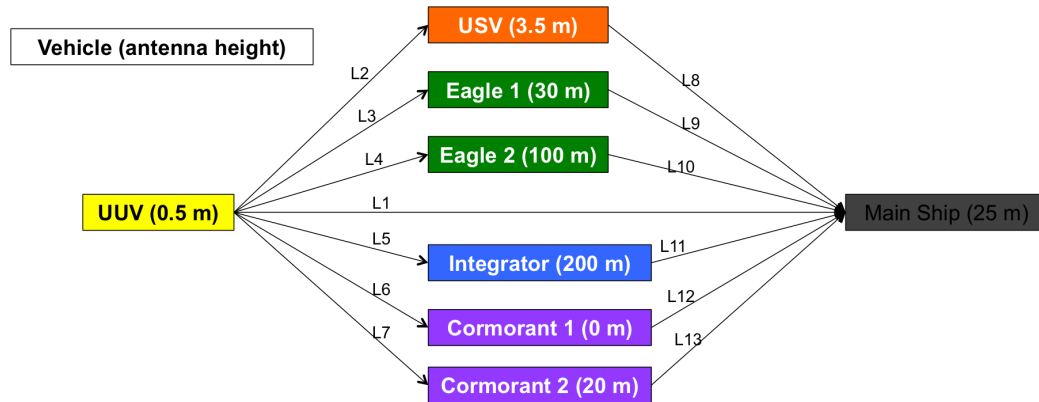 Vehicle (antenna height)
USV (3.5 m)
L2
L8
Eagle 1 (30 m)
L3
L9
Eagle 2 (100 m)
L4
L10
UUV (0.5 m)
L1
Main Ship (25 m)
L5
Integrator (200 m)
L11
L6
L12
Cormorant 1 (0 m)
L7
L13
Cormorant 2 (20 m)